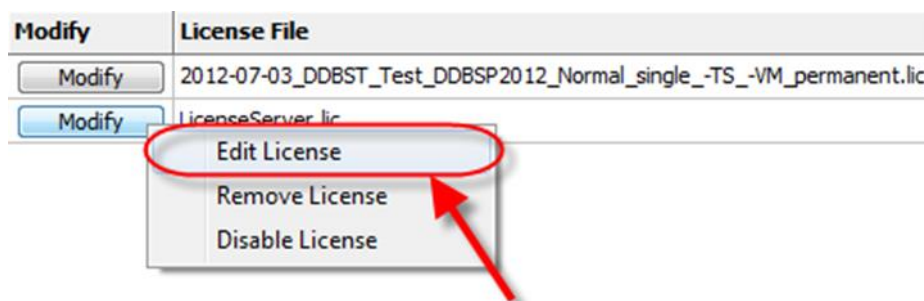 Modify License File
Modify 2012-07-03_DDBST_Test_DDBSP2012_Normal_single_-TS_-VM_permanent.lic
Modify LicenseServer.lic
Edit License
Remove License
Disable License